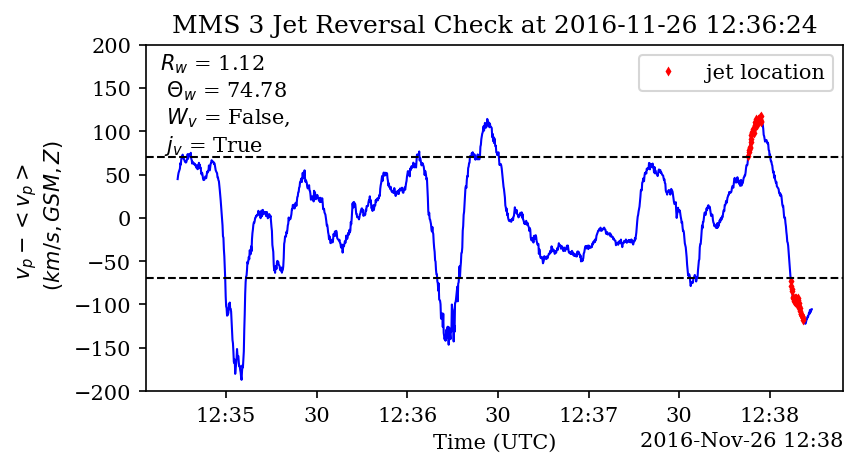 MMS 3 Jet Reversal Check at 2016-11-26 12:36:24
R_w = 1.12
Θ_w = 74.78
W_v = False,
j_v = True
jet location
v_p − < v_p >
(km/s, GSM, Z)
200
150
100
50
0
−50
−100
−150
−200
12:35 30 12:36 30 12:37 30 12:38
Time (UTC)
2016-Nov-26 12:38